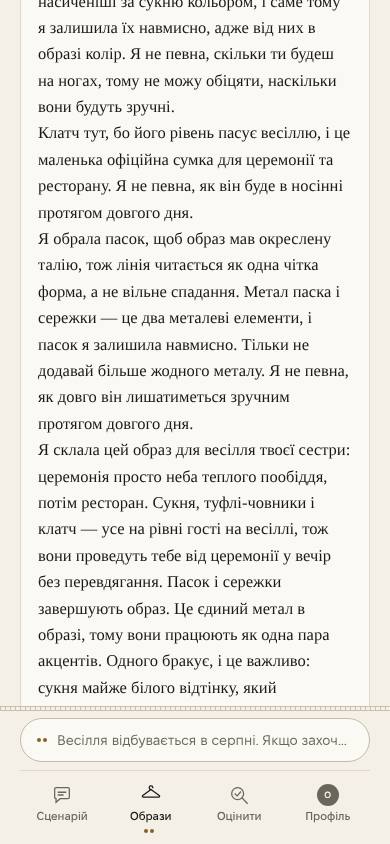 насиченіші за сукню кольором, і саме тому
я залишила їх навмисно, адже від них в
образі колір. Я не певна, скільки ти будеш
на ногах, тому не можу обіцяти, наскільки
вони будуть зручні.
Клатч тут, бо його рівень пасує весіллю, і це
маленька офіційна сумка для церемонії та
ресторану. Я не певна, як він буде в носінні
протягом довгого дня.
Я обрала пасок, щоб образ мав окреслену
талію, тож лінія читається як одна чітка
форма, а не вільне спадання. Метал паска і
сережки — це два металеві елементи, і
пасок я залишила навмисно. Тільки не
додавай більше жодного металу. Я не певна,
як довго він лишатиметься зручним
протягом довгого дня.
Я склала цей образ для весілля твоєї сестри:
церемонія просто неба теплого пообіддя,
потім ресторан. Сукня, туфлі-човники і
клатч — усе на рівні гості на весіллі, тож
вони проведуть тебе від церемонії у вечір
без перевдягання. Пасок і сережки
завершують образ. Це єдиний метал в
образі, тому вони працюють як одна пара
акцентів. Одного бракує, і це важливо:
сукня майже білого відтінку, який
Весілля відбувається в серпні. Якщо захоч...
Сценарій
Образи
Оцінити
О
Профіль